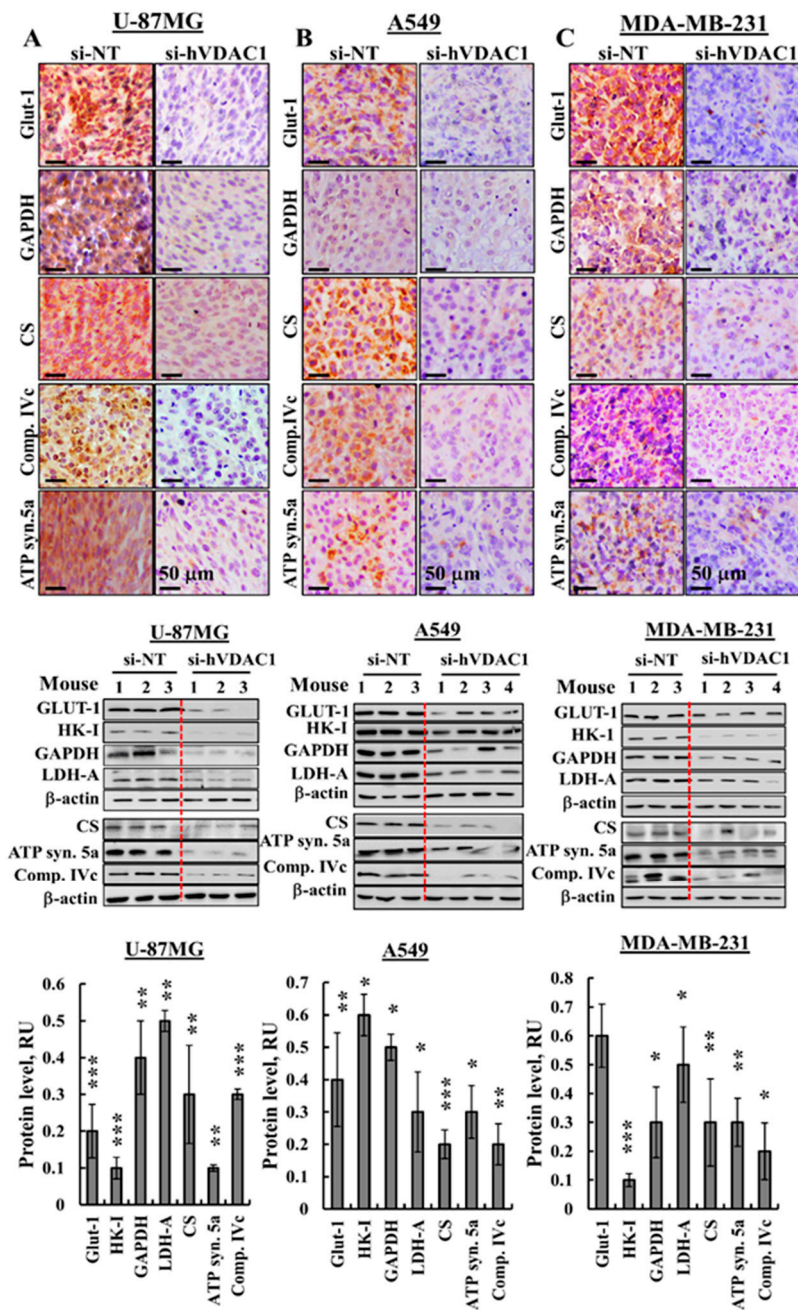 U-87MG A549 MDA-MB-231
A si-NT si-hVDAC1 B si-NT si-hVDAC1 C si-NT si-hVDAC1
Glut-1 Glut-1 Glut-1
GAPDH GAPDH GAPDH
CS CS CS
Comp. IVc Comp.IVc Comp. IVc
ATP syn.5a ATP syn.5a ATP syn.5a
50 μm 50 μm 50 μm
U-87MG
si-NT si-hVDAC1
Mouse 1 2 3 1 2 3
GLUT-1
HK-I
GAPDH
LDH-A
β-actin
CS
ATP syn. 5a
Comp. IVc
β-actin
A549
si-NT si-hVDAC1
Mouse 1 2 3 1 2 3 4
GLUT-1
HK-I
GAPDH
LDH-A
β-actin
CS
ATP syn. 5a
Comp. IVc
β-actin
MDA-MB-231
si-NT si-hVDAC1
Mouse 1 2 3 1 2 3 4
GLUT-1
HK-1
GAPDH
LDH-A
β-actin
CS
ATP syn. 5a
Comp. IVc
β-actin
U-87MG
Protein level, RU
0.6
0.5
0.4
0.3
0.2
0.1
0
*** *** ** ** ** ** ***
Glut-1 HK-I GAPDH LDH-A CS ATP syn. 5a Comp. IVc
A549
Protein level, RU
0.7
0.6
0.5
0.4
0.3
0.2
0.1
0
** * * * *** * **
Glut-1 HK-I GAPDH LDH-A CS ATP syn. 5a Comp. IVc
MDA-MB-231
Protein level, RU
0.8
0.7
0.6
0.5
0.4
0.3
0.2
0.1
0
*** * * ** ** *
Glut-1 HK-I GAPDH LDH-A CS ATP syn. 5a Comp. IVc